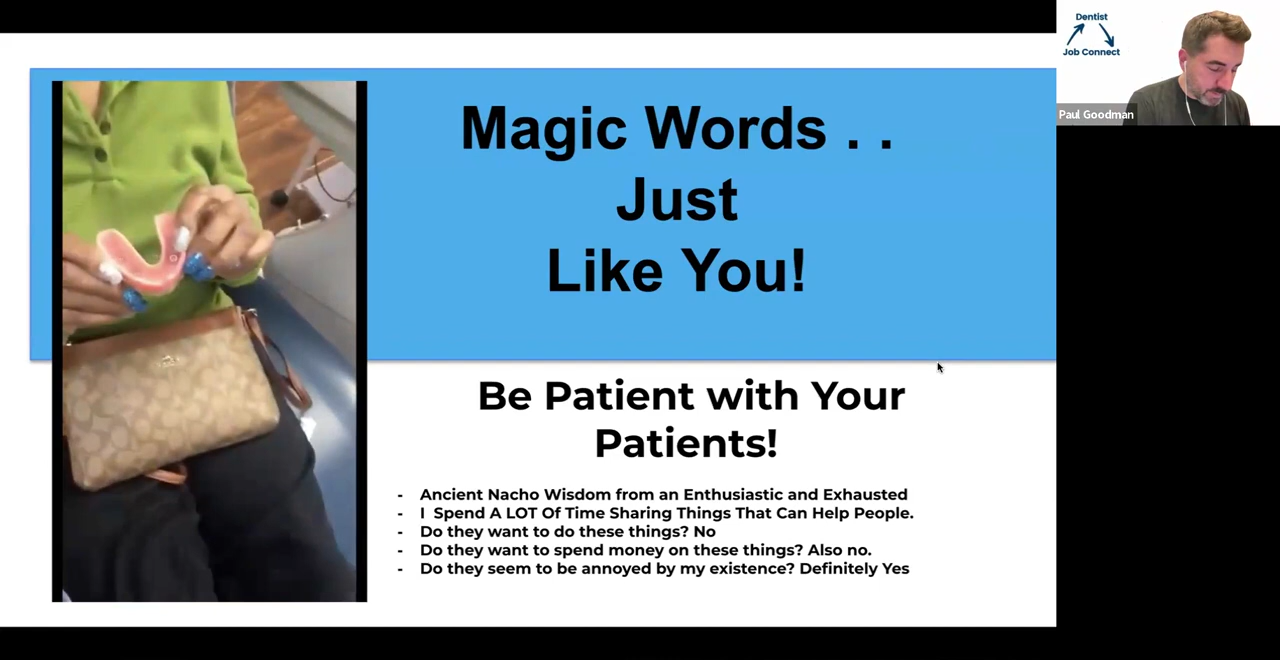 Magic Words . .
Just
Like You!
Be Patient with Your
Patients!
- Ancient Nacho Wisdom from an Enthusiastic and Exhausted
- I Spend A LOT Of Time Sharing Things That Can Help People.
- Do they want to do these things? No
- Do they want to spend money on these things? Also no.
- Do they seem to be annoyed by my existence? Definitely Yes
Dentist
Job Connect
Paul Goodman